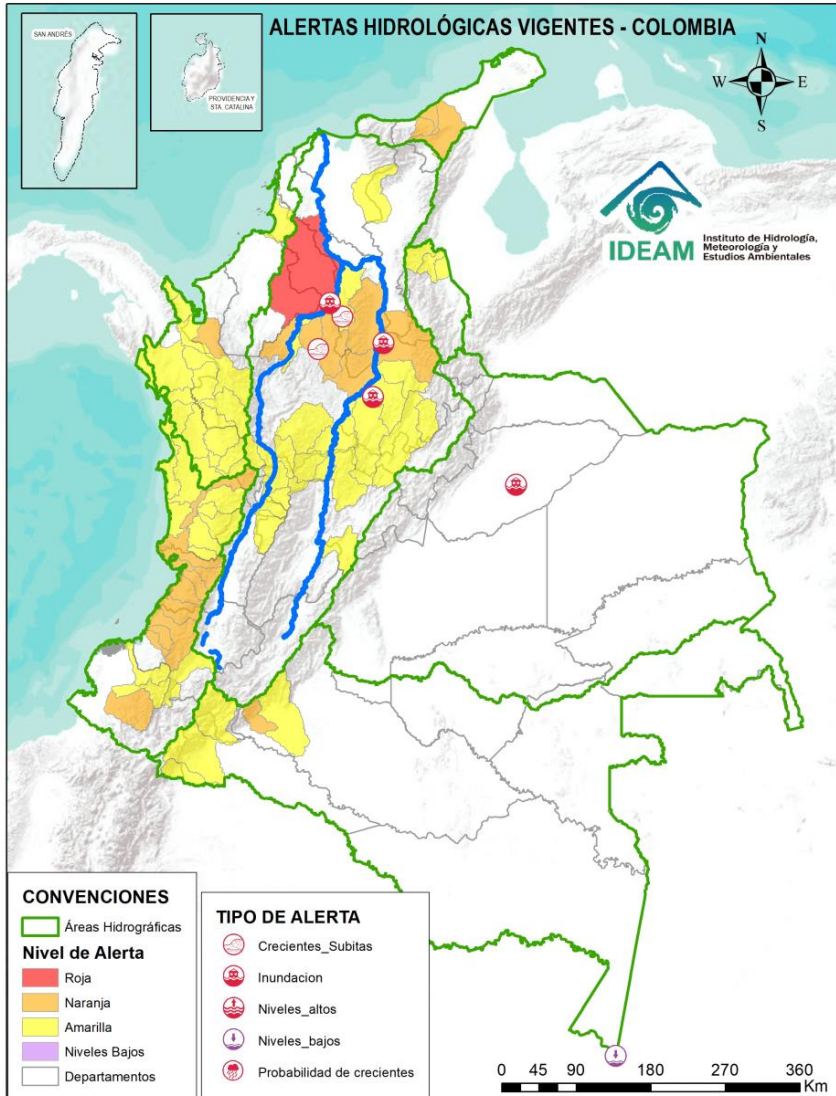 ALERTAS HIDROLÓGICAS VIGENTES - COLOMBIA
SAN ANDRÉS
PROVIDENCIA Y
STA. CATALINA
N
W
E
S
IDEAM
Instituto de Hidrología,
Meteorología y
Estudios Ambientales
CONVENCIONES
Áreas Hidrográficas
Nivel de Alerta
Roja
Naranja
Amarilla
Niveles Bajos
Departamentos
TIPO DE ALERTA
Crecientes_Subitas
Inundacion
Niveles_altos
Niveles_bajos
Probabilidad de crecientes
0 45 90 180 270 360
Km